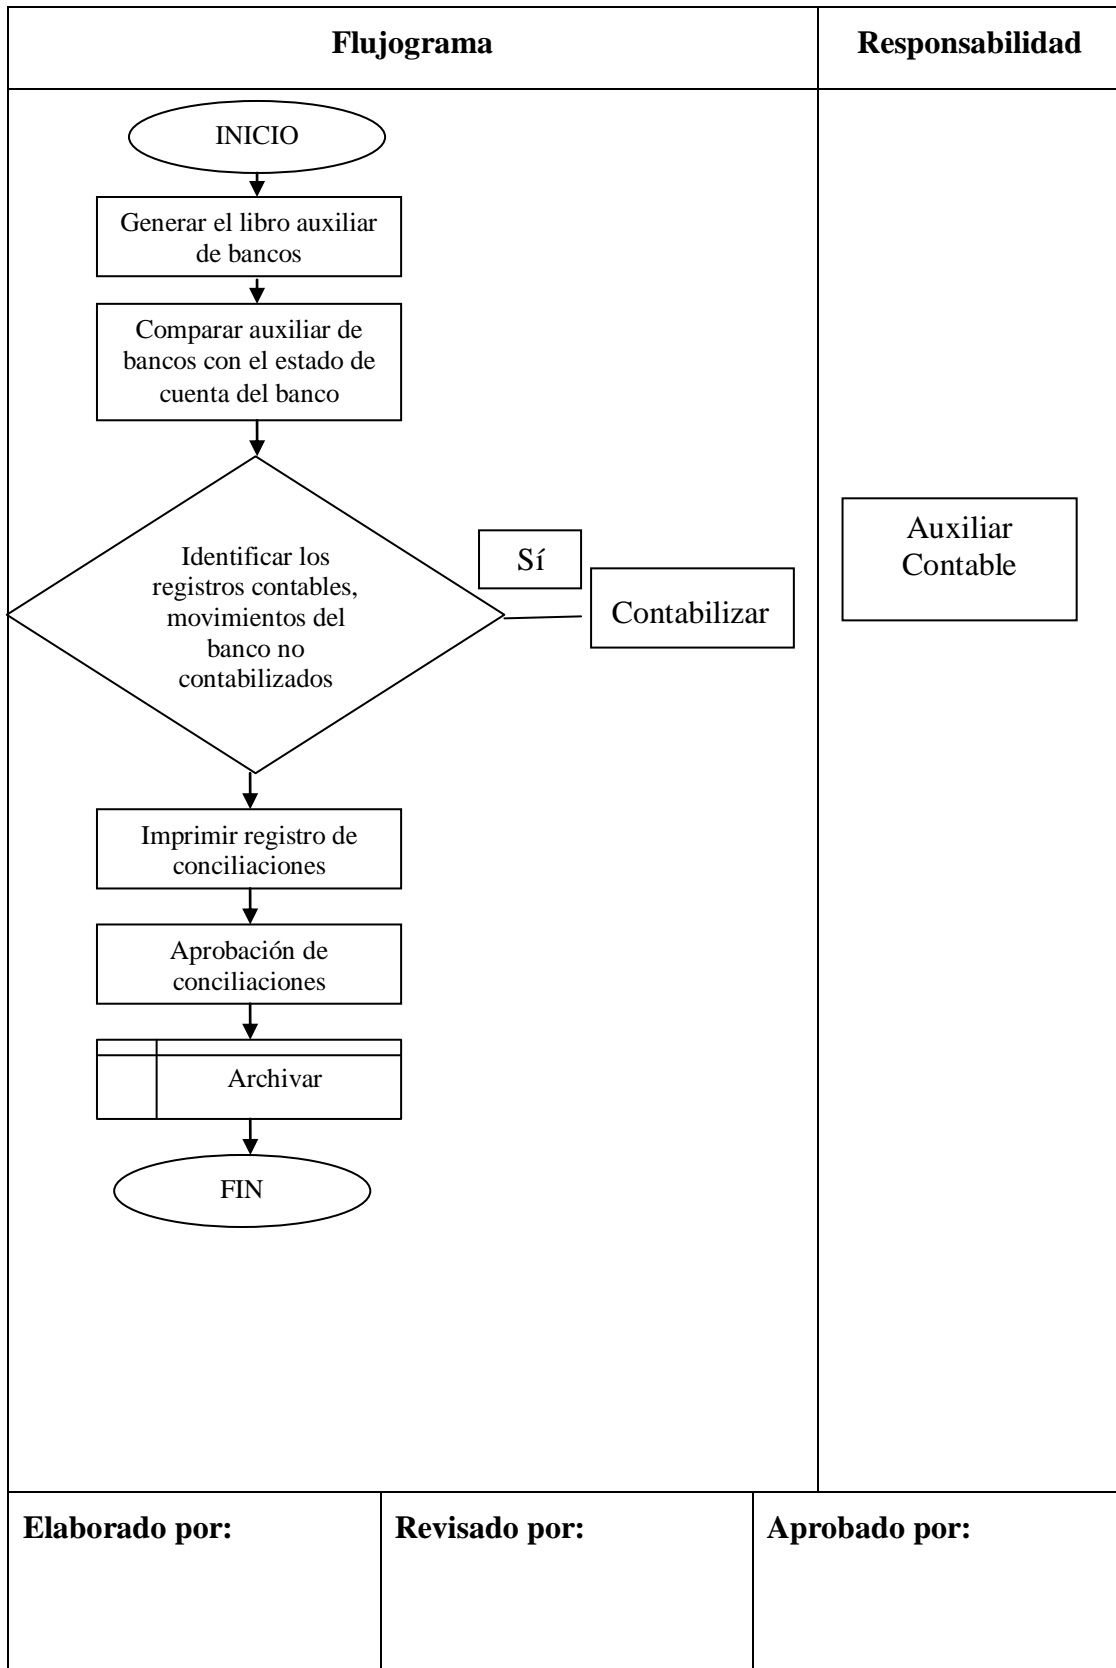 Flujograma
Responsabilidad
INICIO
Generar el libro auxiliar
de bancos
Comparar auxiliar de
bancos con el estado de
cuenta del banco
Identificar los
registros contables,
movimientos del
banco no
contabilizados
Sí
Contabilizar
Auxiliar
Contable
Imprimir registro de
conciliaciones
Aprobación de
conciliaciones
Archivar
FIN
Elaborado por:
Revisado por:
Aprobado por: